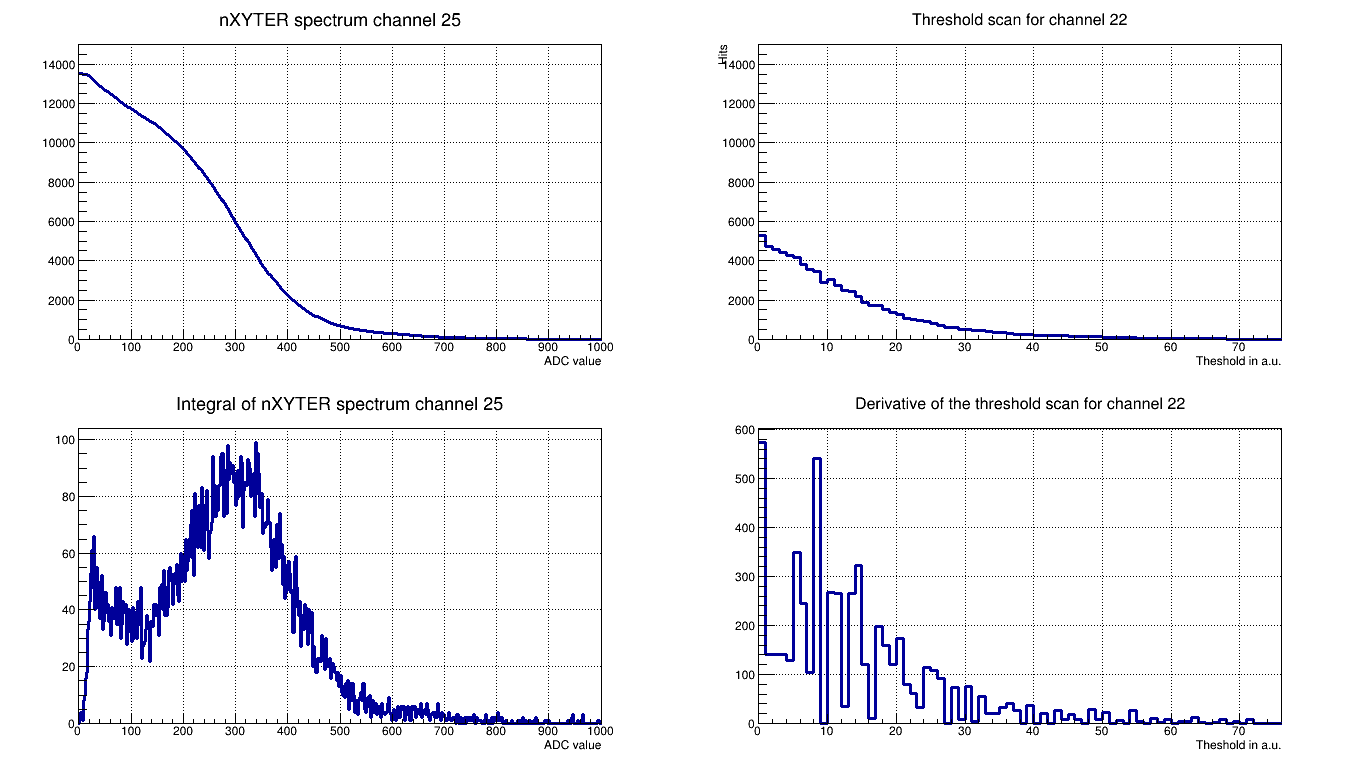 nXYTER spectrum channel 25
14000
12000
10000
8000
6000
4000
2000
0
0 100 200 300 400 500 600 700 800 900 1000
ADC value
Threshold scan for channel 22
Hits
14000
12000
10000
8000
6000
4000
2000
0
0 10 20 30 40 50 60 70
Theshold in a.u.
Integral of nXYTER spectrum channel 25
100
80
60
40
20
0
0 100 200 300 400 500 600 700 800 900 1000
ADC value
Derivative of the threshold scan for channel 22
600
500
400
300
200
100
0
0 10 20 30 40 50 60 70
Theshold in a.u.